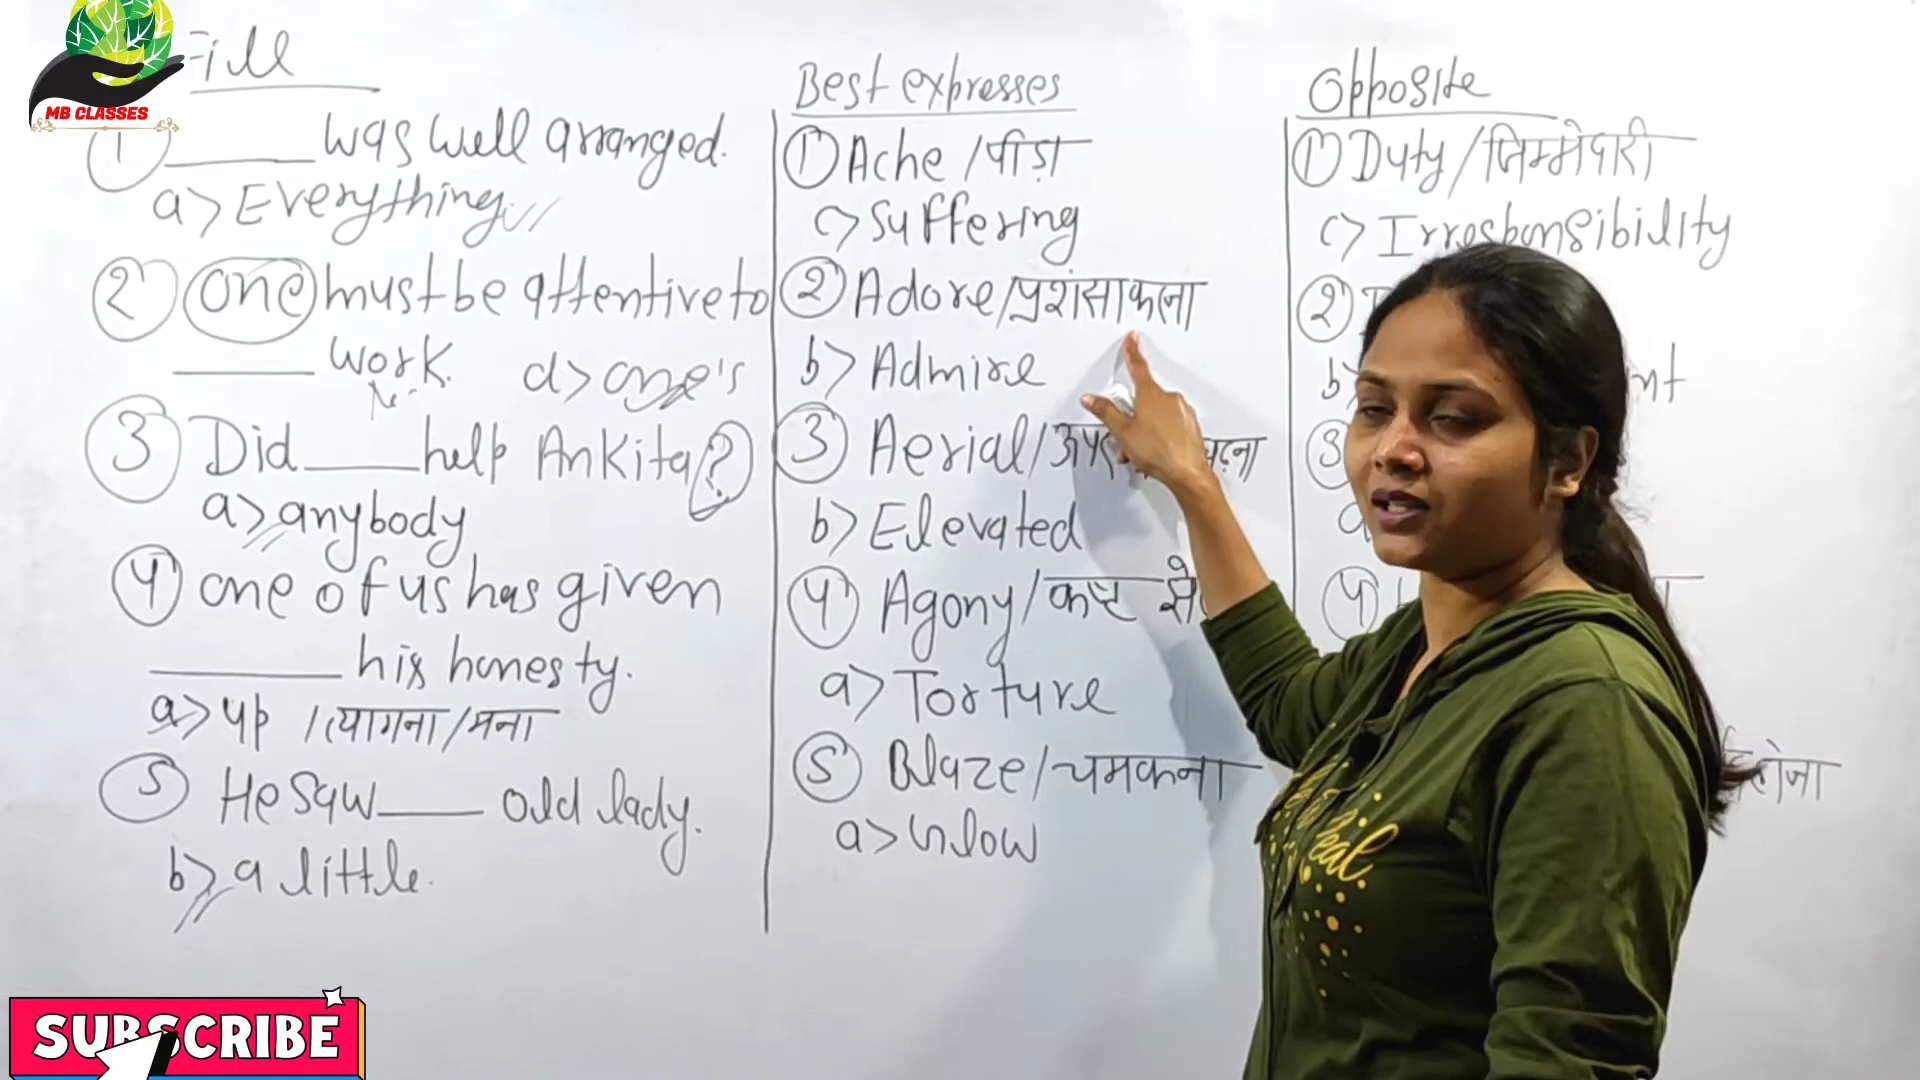 MB CLASSES
Fill
① ____ was well arranged.
a> Everything
② one must be attentive to
____ work. d> one's
③ Did ____ help Ankita?
a> anybody
④ one of us has given
____ his honesty.
a> up / त्यागना / मना
⑤ He saw ____ old lady.
b> a little.
Best expresses
① Ache / पीड़ा
c> suffering
② Adore / प्रशंसा करना
b> Admire
③ Aerial /
b> Elevated
④ Agony / कष्ट
a> Torture
⑤ Blaze / चमकना
a> Glow
Opposite
① Duty / जिम्मेदारी
c> Irresponsibility
②
b>
③
④
SUBSCRIBE